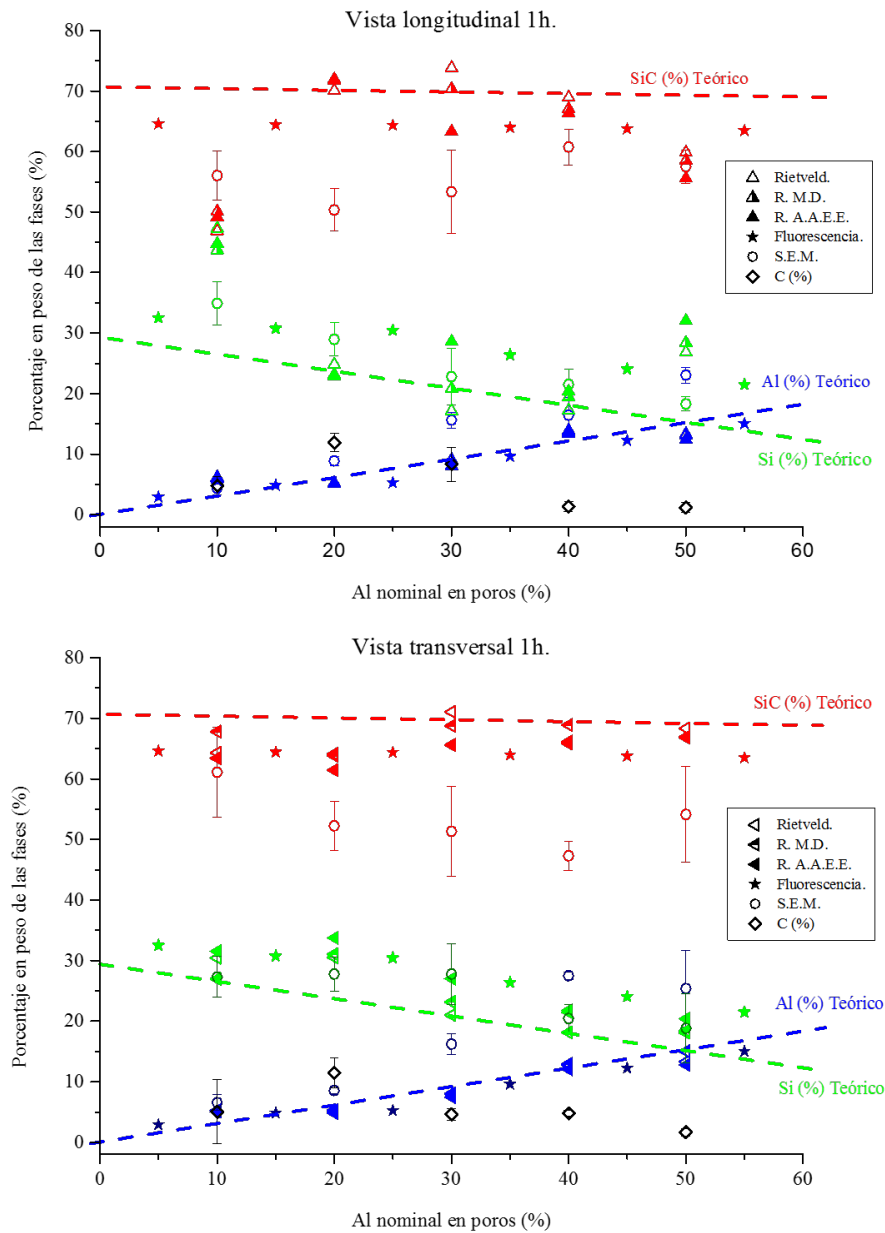 Vista longitudinal 1h.
80
70
60
50
40
30
20
10
0
Porcentaje en peso de las fases (%)
SiC (%) Teórico
Rietveld.
R. M.D.
R. A.A.E.E.
Fluorescencia.
S.E.M.
C (%)
Al (%) Teórico
Si (%) Teórico
0 10 20 30 40 50 60
Al nominal en poros (%)
Vista transversal 1h.
80
70
60
50
40
30
20
10
0
Porcentaje en peso de las fases (%)
SiC (%) Teórico
Rietveld.
R. M.D.
R. A.A.E.E.
Fluorescencia.
S.E.M.
C (%)
Al (%) Teórico
Si (%) Teórico
0 10 20 30 40 50 60
Al nominal en poros (%)